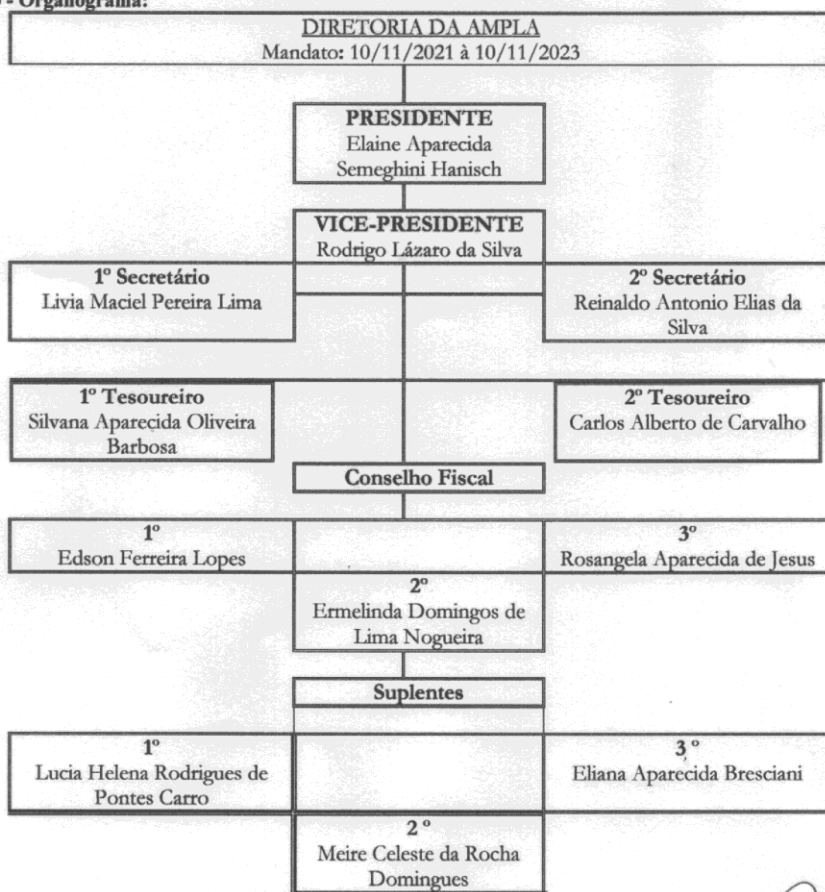 - Organograma:
DIRETORIA DA AMPLA
Mandato: 10/11/2021 à 10/11/2023
PRESIDENTE
Elaine Aparecida
Semeghini Hanisch
VICE-PRESIDENTE
Rodrigo Lázaro da Silva
1º Secretário
Livia Maciel Pereira Lima
2º Secretário
Reinaldo Antonio Elias da
Silva
1º Tesoureiro
Silvana Aparecida Oliveira
Barbosa
2º Tesoureiro
Carlos Alberto de Carvalho
Conselho Fiscal
1º
Edson Ferreira Lopes
3º
Rosangela Aparecida de Jesus
2º
Ermelinda Domingos de
Lima Nogueira
Suplentes
1º
Lucia Helena Rodrigues de
Pontes Carro
3 º
Eliana Aparecida Bresciani
2 º
Meire Celeste da Rocha
Domingues